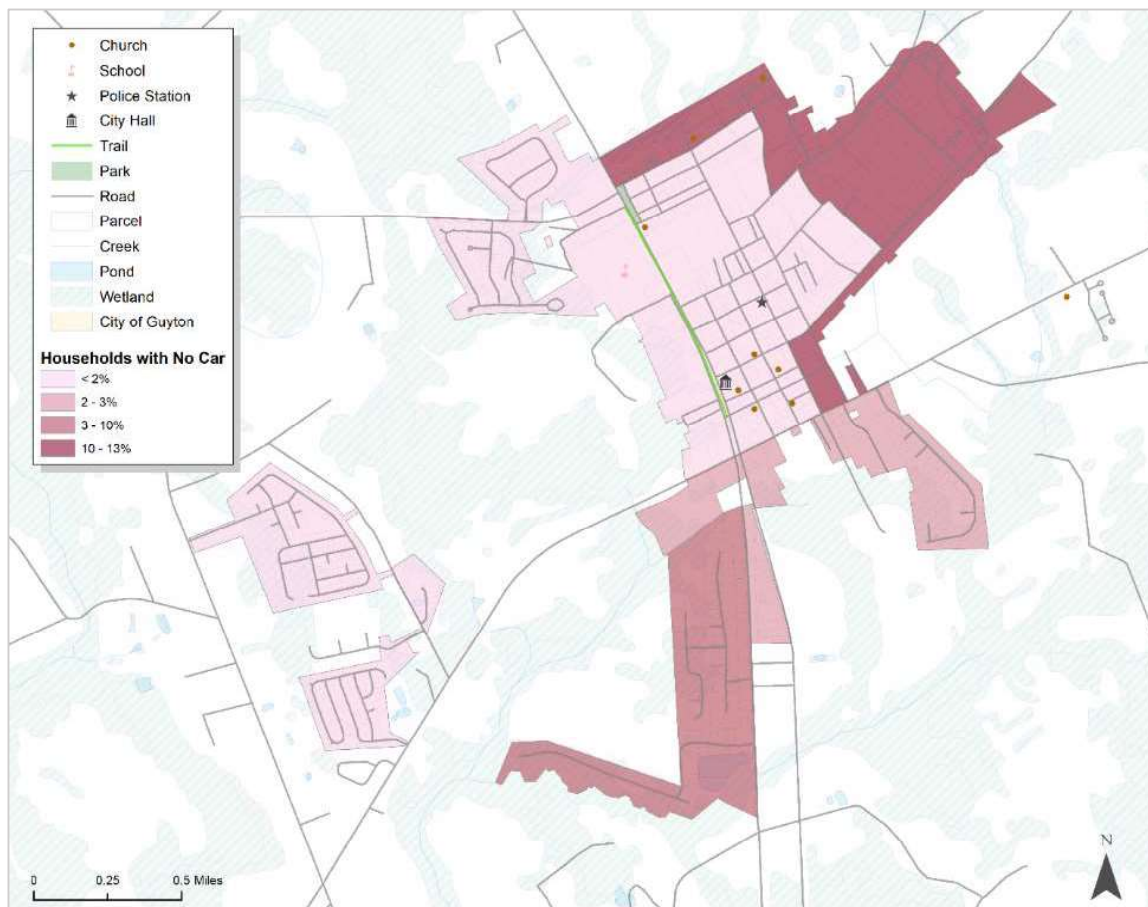 Church
School
Police Station
City Hall
Trail
Park
Road
Parcel
Creek
Pond
Wetland
City of Guyton
Households with No Car
< 2%
2 - 3%
3 - 10%
10 - 13%
N
0 0.25 0.5 Miles